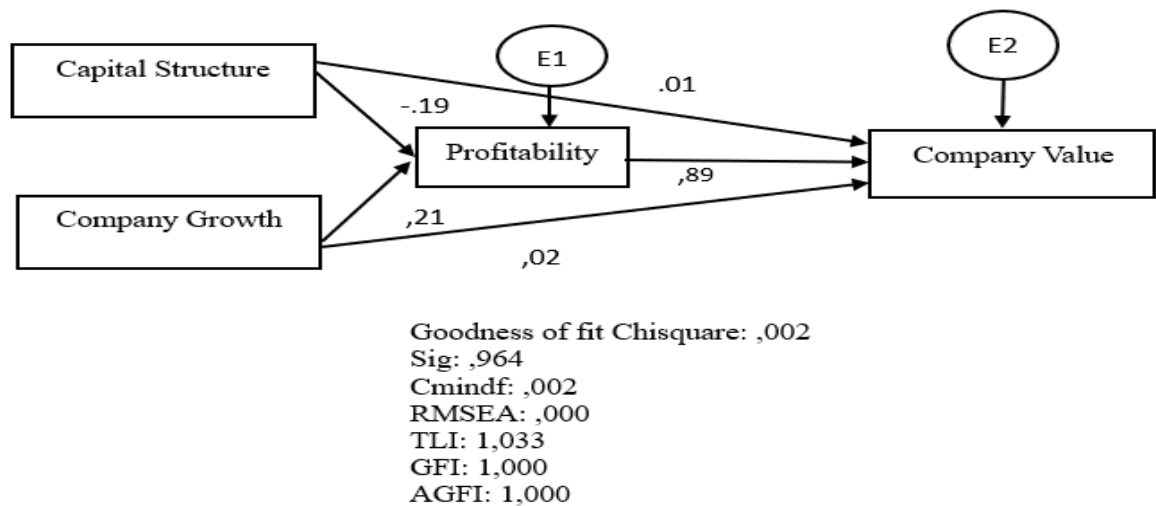 E1
E2
Capital Structure
.01
-.19
Profitability
Company Value
,89
Company Growth
,21
,02
Goodness of fit Chisquare: ,002
Sig: ,964
Cmindf: ,002
RMSEA: ,000
TLI: 1,033
GFI: 1,000
AGFI: 1,000